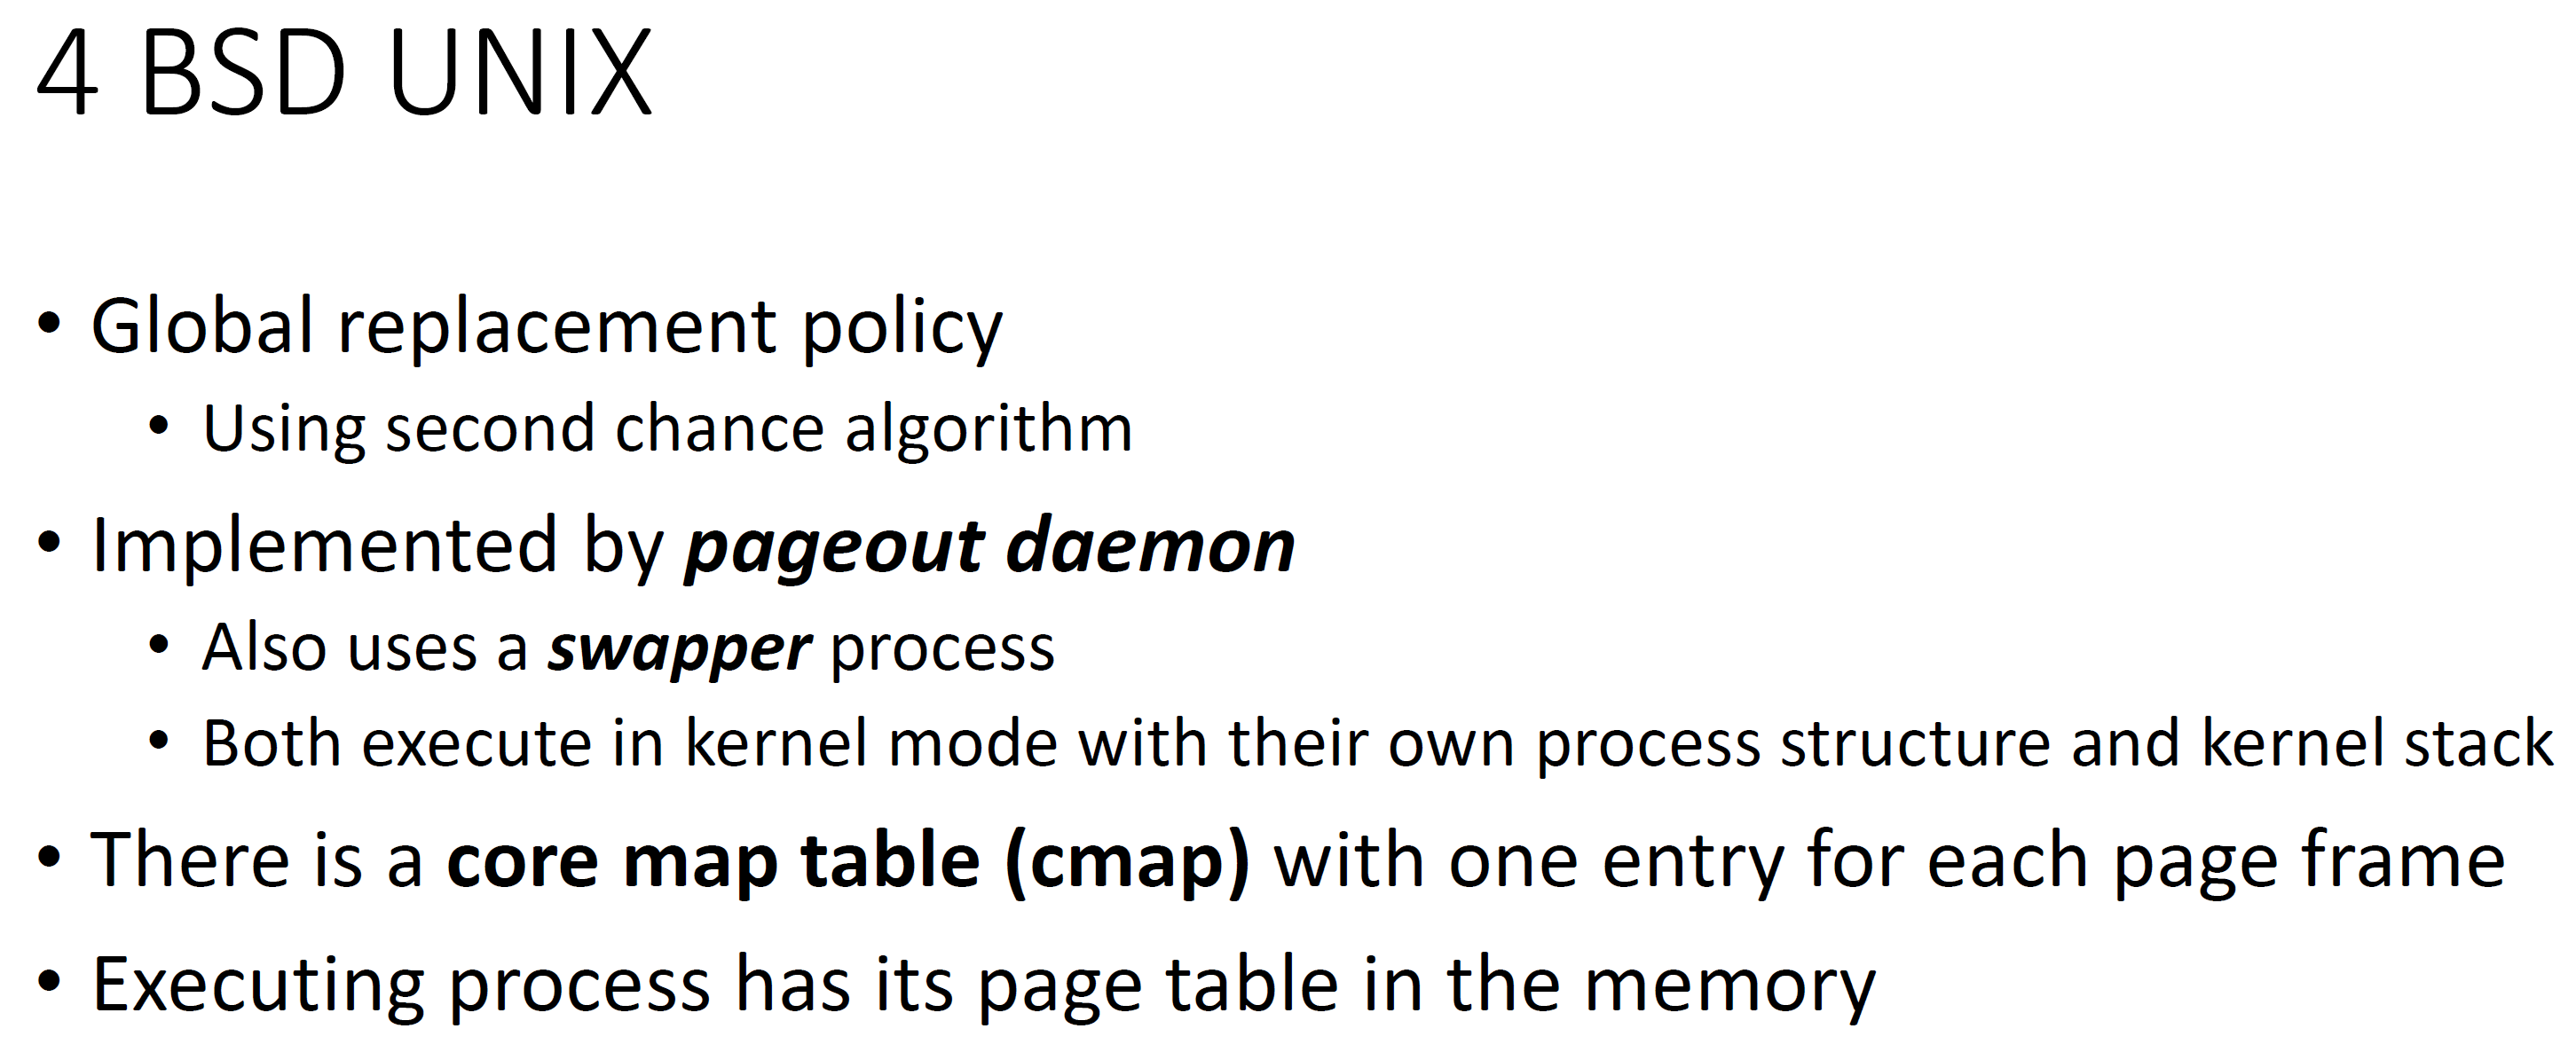 4 BSD UNIX
• Global replacement policy
• Using second chance algorithm
• Implemented by pageout daemon
• Also uses a swapper process
• Both execute in kernel mode with their own process structure and kernel stack
• There is a core map table (cmap) with one entry for each page frame
• Executing process has its page table in the memory